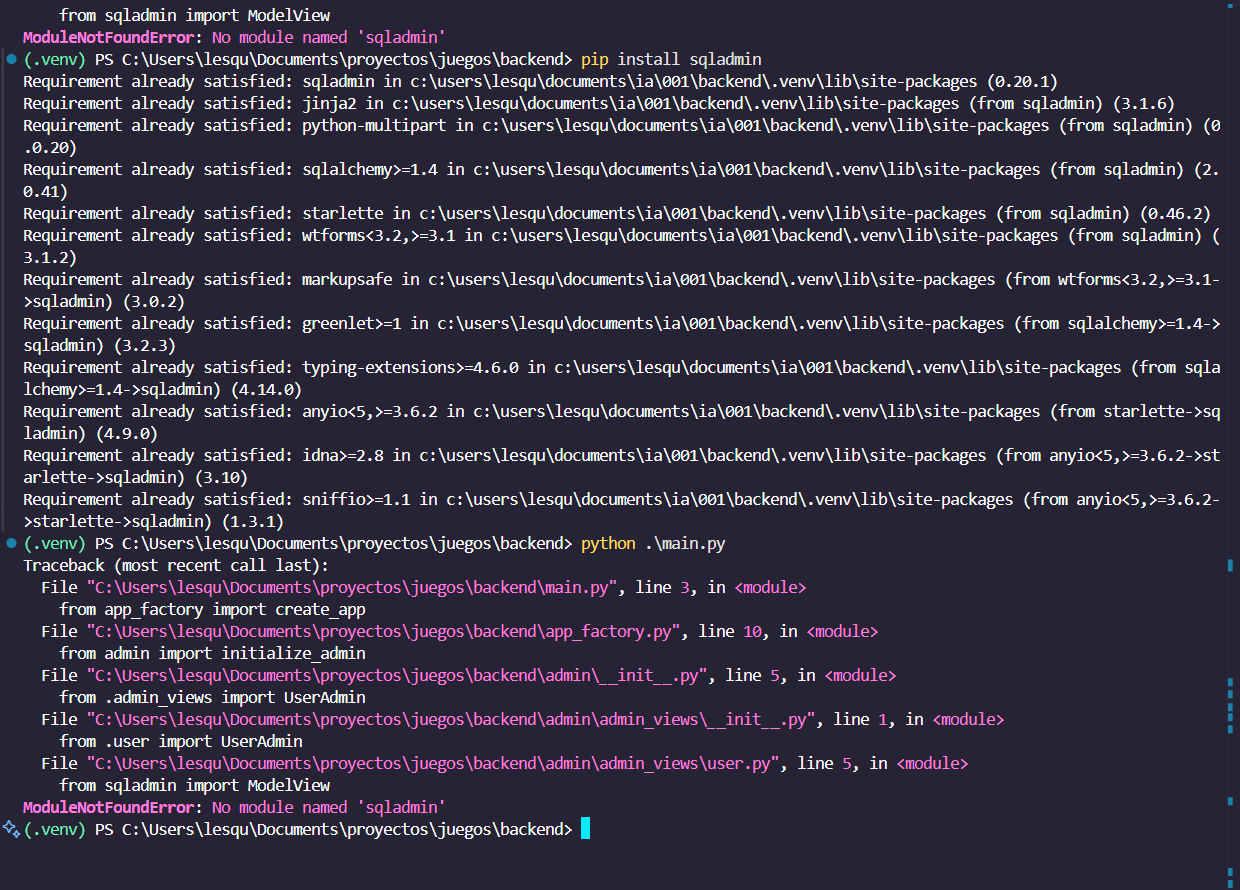 from sqladmin import ModelView
ModuleNotFoundError: No module named 'sqladmin'
(.venv) PS C:\Users\lesqu\Documents\proyectos\juegos\backend> pip install sqladmin
Requirement already satisfied: sqladmin in c:\users\lesqu\documents\ia\001\backend\.venv\lib\site-packages (0.20.1)
Requirement already satisfied: jinja2 in c:\users\lesqu\documents\ia\001\backend\.venv\lib\site-packages (from sqladmin) (3.1.6)
Requirement already satisfied: python-multipart in c:\users\lesqu\documents\ia\001\backend\.venv\lib\site-packages (from sqladmin) (0
.0.20)
Requirement already satisfied: sqlalchemy>=1.4 in c:\users\lesqu\documents\ia\001\backend\.venv\lib\site-packages (from sqladmin) (2.
0.41)
Requirement already satisfied: starlette in c:\users\lesqu\documents\ia\001\backend\.venv\lib\site-packages (from sqladmin) (0.46.2)
Requirement already satisfied: wtforms<3.2,>=3.1 in c:\users\lesqu\documents\ia\001\backend\.venv\lib\site-packages (from sqladmin) (
3.1.2)
Requirement already satisfied: markupsafe in c:\users\lesqu\documents\ia\001\backend\.venv\lib\site-packages (from wtforms<3.2,>=3.1-
>sqladmin) (3.0.2)
Requirement already satisfied: greenlet>=1 in c:\users\lesqu\documents\ia\001\backend\.venv\lib\site-packages (from sqlalchemy>=1.4->
sqladmin) (3.2.3)
Requirement already satisfied: typing-extensions>=4.6.0 in c:\users\lesqu\documents\ia\001\backend\.venv\lib\site-packages (from sqla
lchemy>=1.4->sqladmin) (4.14.0)
Requirement already satisfied: anyio<5,>=3.6.2 in c:\users\lesqu\documents\ia\001\backend\.venv\lib\site-packages (from starlette->sq
ladmin) (4.9.0)
Requirement already satisfied: idna>=2.8 in c:\users\lesqu\documents\ia\001\backend\.venv\lib\site-packages (from anyio<5,>=3.6.2->st
arlette->sqladmin) (3.10)
Requirement already satisfied: sniffio>=1.1 in c:\users\lesqu\documents\ia\001\backend\.venv\lib\site-packages (from anyio<5,>=3.6.2-
>starlette->sqladmin) (1.3.1)
(.venv) PS C:\Users\lesqu\Documents\proyectos\juegos\backend> python .\main.py
Traceback (most recent call last):
File "C:\Users\lesqu\Documents\proyectos\juegos\backend\main.py", line 3, in <module>
from app_factory import create_app
File "C:\Users\lesqu\Documents\proyectos\juegos\backend\app_factory.py", line 10, in <module>
from admin import initialize_admin
File "C:\Users\lesqu\Documents\proyectos\juegos\backend\admin\__init__.py", line 5, in <module>
from .admin_views import UserAdmin
File "C:\Users\lesqu\Documents\proyectos\juegos\backend\admin\admin_views\__init__.py", line 1, in <module>
from .user import UserAdmin
File "C:\Users\lesqu\Documents\proyectos\juegos\backend\admin\admin_views\user.py", line 5, in <module>
from sqladmin import ModelView
ModuleNotFoundError: No module named 'sqladmin'
(.venv) PS C:\Users\lesqu\Documents\proyectos\juegos\backend>